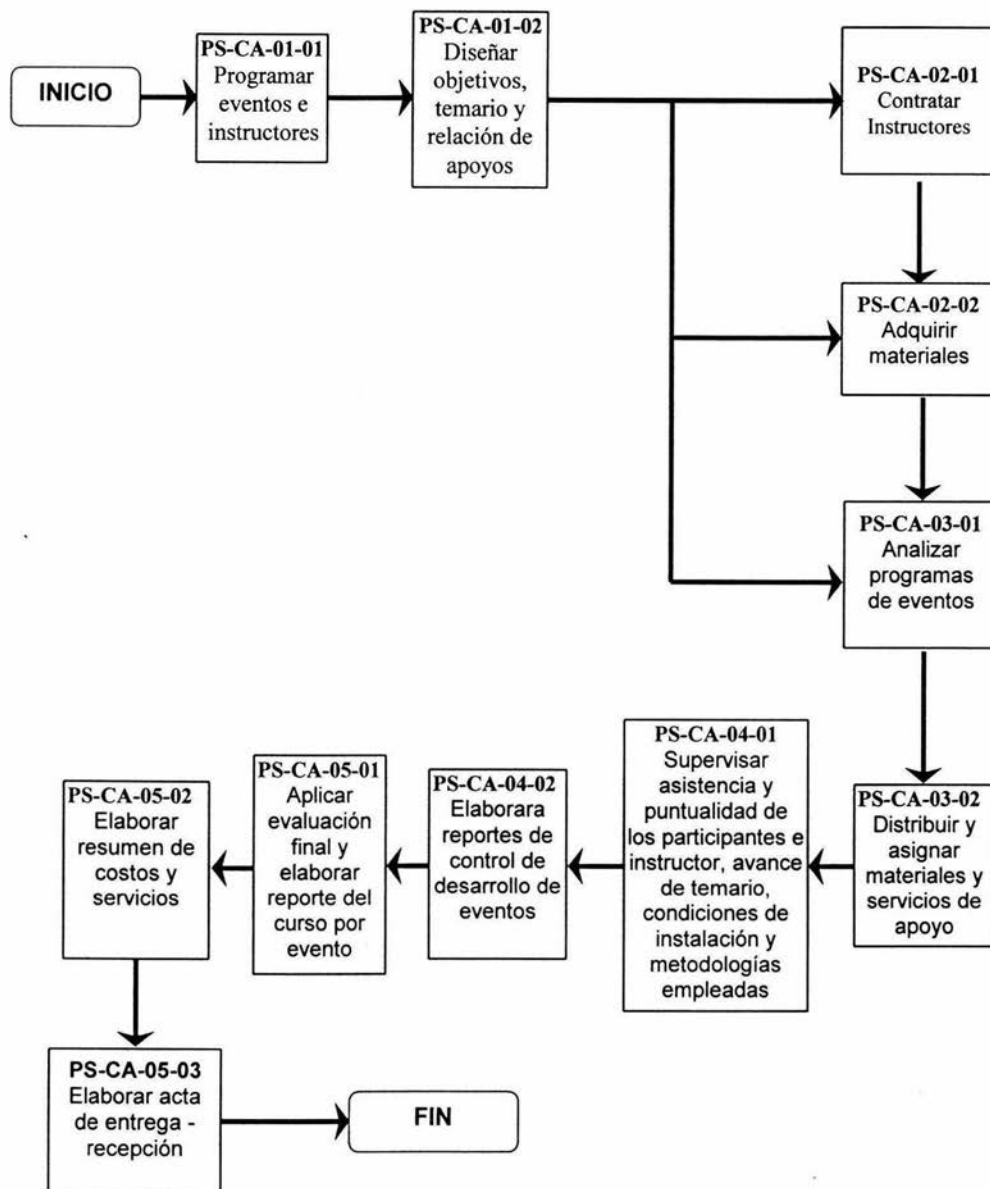 INICIO
PS-CA-01-01
Programar
eventos e
instructores
PS-CA-01-02
Diseñar
objetivos,
temario y
relación de
apoyos
PS-CA-02-01
Contratar
Instructores
PS-CA-02-02
Adquirir
materiales
PS-CA-03-01
Analizar
programas
de eventos
PS-CA-03-02
Distribuir y
asignar
materiales y
servicios de
apoyo
PS-CA-04-01
Supervisar
asistencia y
puntualidad de
los participantes e
instructor, avance
de temario,
condiciones de
instalación y
metodologías
empleadas
PS-CA-04-02
Elaborara
reportes de
control de
desarrollo de
eventos
PS-CA-05-01
Aplicar
evaluación
final y
elaborar
reporte del
curso por
evento
PS-CA-05-02
Elaborar
resumen de
costos y
servicios
PS-CA-05-03
Elaborar acta
de entrega -
recepción
FIN